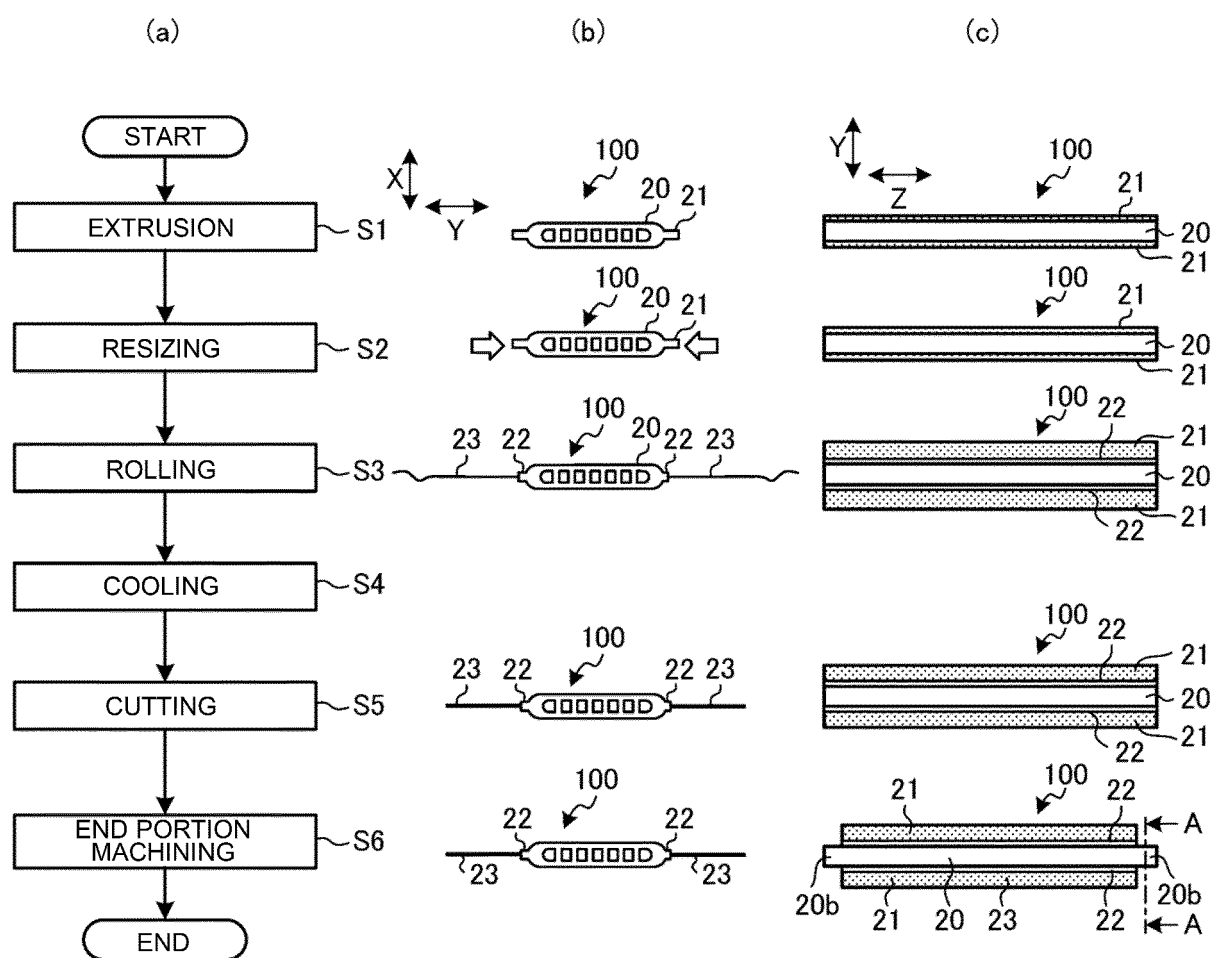 (a)
(b)
(c)
START
X
Y
100
20
21
Y
Z
100
21
20
21
EXTRUSION
S1
100
20
21
100
21
20
21
RESIZING
S2
100
23
22
20
22
23
100
22
21
20
22
21
ROLLING
S3
COOLING
S4
100
23
22
22
23
100
22
21
20
22
21
CUTTING
S5
100
22
22
23
23
100
21
22
A
20b
20b
21
20
23
22
A
END PORTION
MACHINING
S6
END